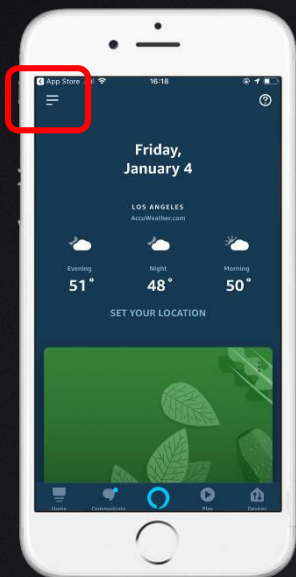 App Store 16:18
Friday,
January 4
LOS ANGELES
AccuWeather.com
Evening Night Morning
51° 48° 50°
SET YOUR LOCATION
Home Communicate Play Devices